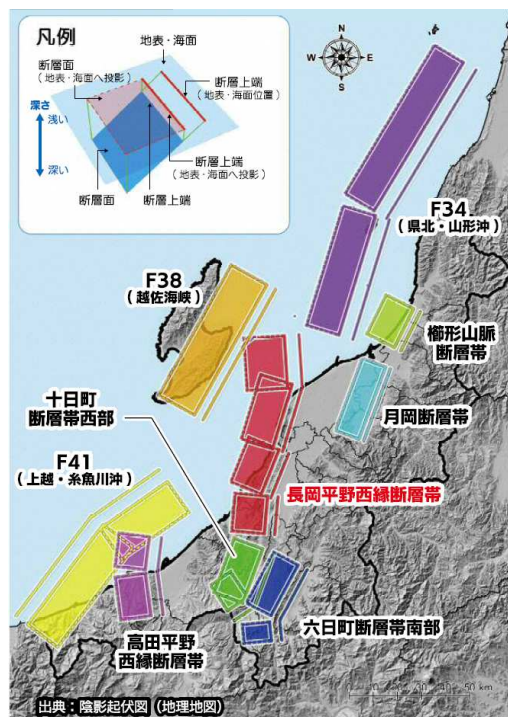 凡例
地表・海面
断層面
(地表・海面へ投影)
断層上端
(地表・海面位置)
深さ
浅い
深い
断層上端
(地表・海面へ投影)
断層面
断層上端
N
W
E
S
F34
(県北・山形沖)
F38
(越佐海峡)
櫛形山脈
断層帯
十日町
断層帯西部
月岡断層帯
F41
(上越・糸魚川沖)
長岡平野西縁断層帯
六日町断層帯南部
高田平野
西縁断層帯
50 km
出典：陰影起伏図（地理地図）